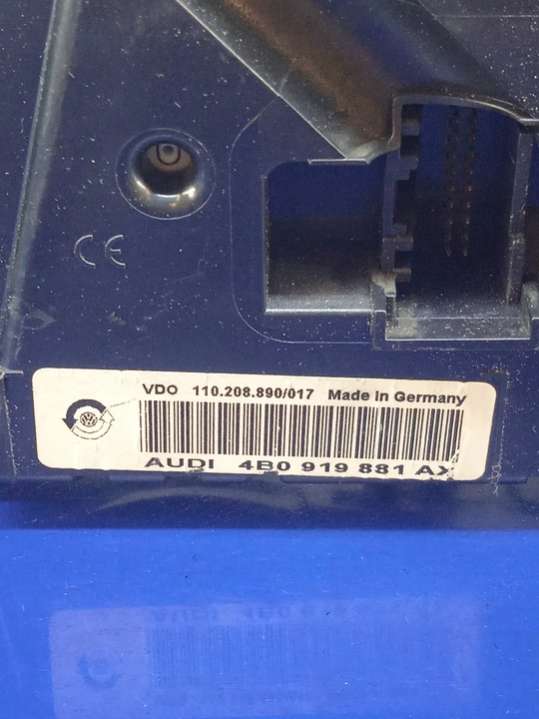 CE
VDO 110.208.890/017 Made in Germany
AUDI 4B0 919 881 AX